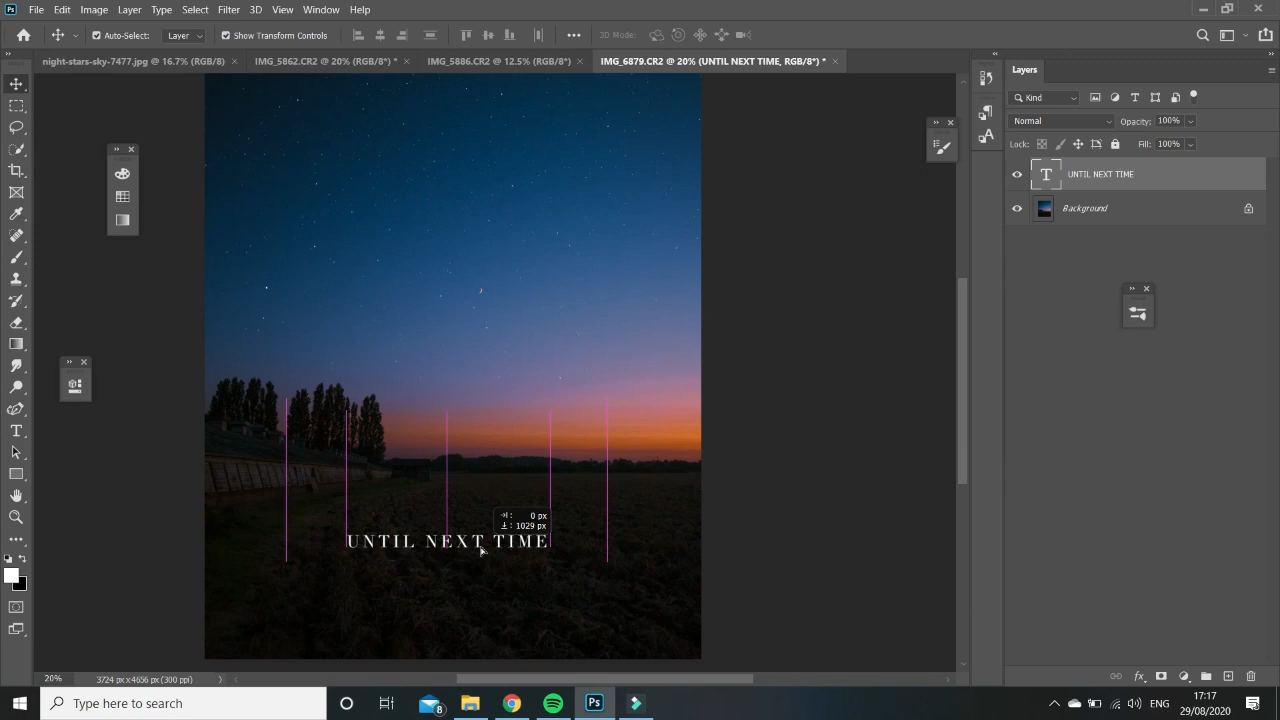 Ps File Edit Image Layer Type Select Filter 3D View Window Help
Auto-Select: Layer Show Transform Controls 3D Mode:
night-stars-sky-7477.jpg @ 16.7% (RGB/8) IMG_5862.CR2 @ 20% (RGB/8*) * IMG_5886.CR2 @ 12.5% (RGB/8*) IMG_6879.CR2 @ 20% (UNTIL NEXT TIME, RGB/8*) *
Layers
Kind
Normal Opacity: 100%
Lock: Fill: 100%
T UNTIL NEXT TIME
Background
0 px
: 1029 px
UNTIL NEXT TIME
20% 3724 px x 4656 px (300 ppi)
Type here to search
8
Ps
17:17
ENG
29/08/2020